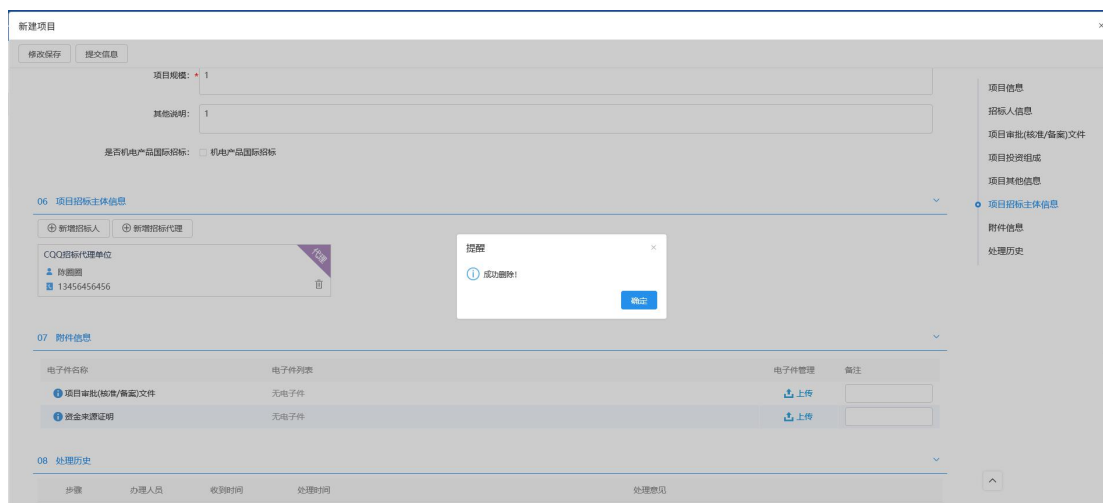 新建项目
×
修改保存 提交信息
项目规模: * 1
其他说明: 1
是否机电产品国际招标: 机电产品国际招标
06 项目招标主体信息
新增招标人 新增招标代理
CQQ招标代理单位
代理
陈圈圈
13456456456
提醒 ×
成功删除!
确定
07 附件信息
电子件名称 电子件列表 电子件管理 备注
项目审批(核准/备案)文件 无电子件 上传
资金来源证明 无电子件 上传
08 处理历史
步骤 办理人员 收到时间 处理时间 处理意见
项目信息
招标人信息
项目审批(核准/备案)文件
项目投资组成
项目其他信息
项目招标主体信息
附件信息
处理历史